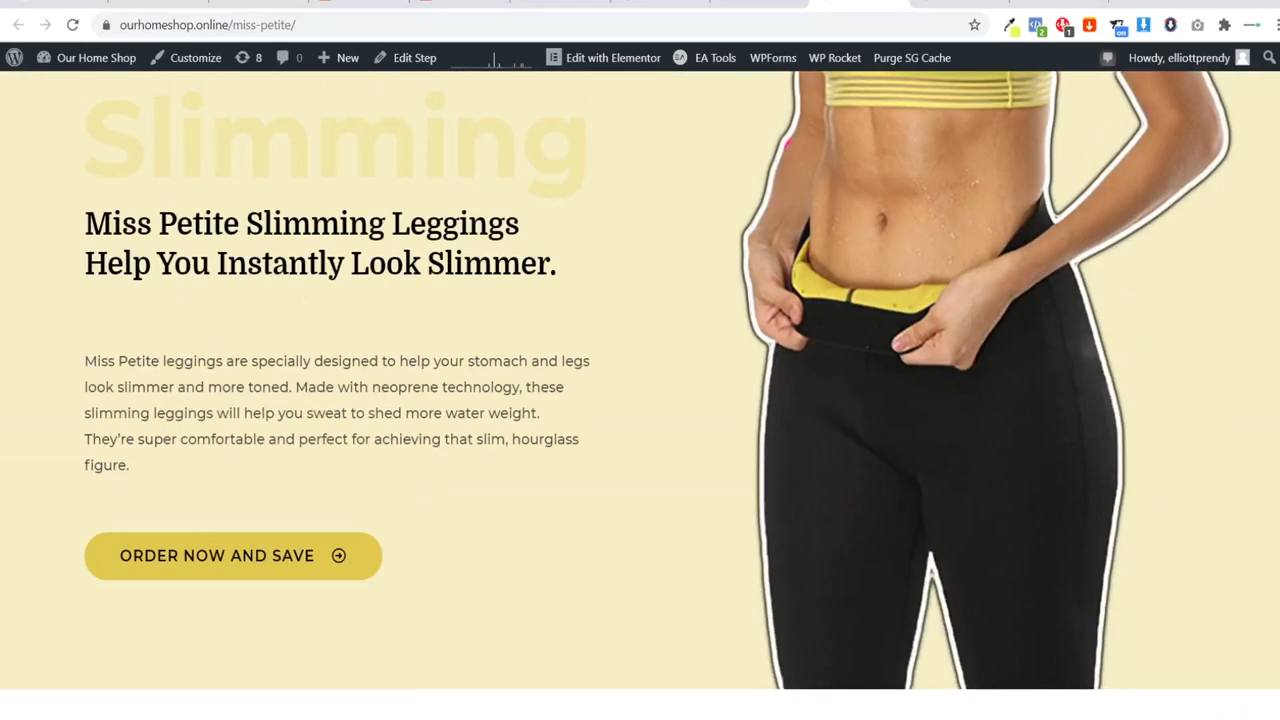 ourhomeshop.online/miss-petite/
2
1
on
Our Home Shop
Customize
8
0
New
Edit Step
Edit with Elementor
EA Tools
WPForms
WP Rocket
Purge SG Cache
Howdy, elliottprendy
Slimming
Miss Petite Slimming Leggings
Help You Instantly Look Slimmer.
Miss Petite leggings are specially designed to help your stomach and legs
look slimmer and more toned. Made with neoprene technology, these
slimming leggings will help you sweat to shed more water weight.
They’re super comfortable and perfect for achieving that slim, hourglass
figure.
ORDER NOW AND SAVE